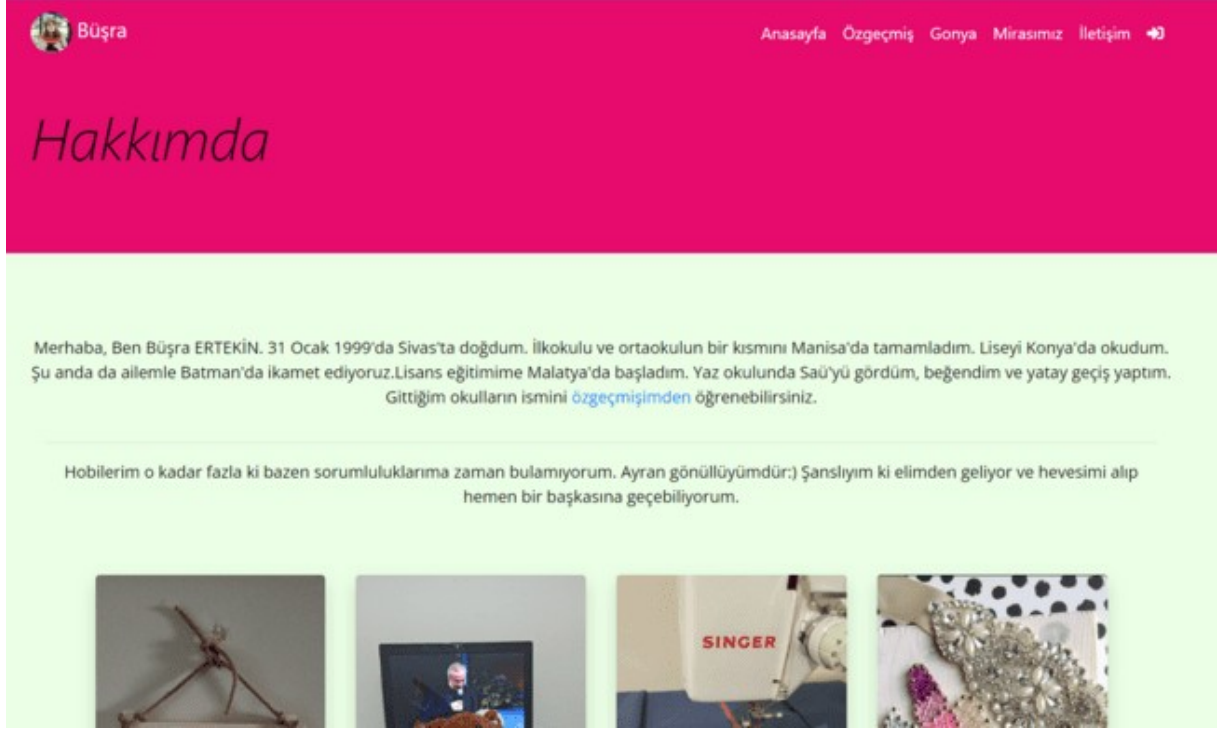 Büşra
Anasayfa Özgeçmiş Gonya Mirasımız İletişim
Hakkımda
Merhaba, Ben Büşra ERTEKİN. 31 Ocak 1999'da Sivas'ta doğdum. İlkokulu ve ortaokulun bir kısmını Manisa'da tamamladım. Liseyi Konya'da okudum.
Şu anda da ailemle Batman'da ikamet ediyoruz.Lisans eğitimime Malatya'da başladım. Yaz okulunda Saü'yü gördüm, beğendim ve yatay geçiş yaptım.
Gittiğim okulların ismini özgeçmişimden öğrenebilirsiniz.
Hobilerim o kadar fazla ki bazen sorumluluklarıma zaman bulamıyorum. Ayran gönüllüyümdür:) Şanslıyım ki elimden geliyor ve hevesimi alıp
hemen bir başkasına geçebiliyorum.
SINGER